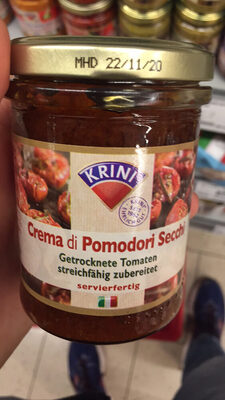 MHD 22/11/20
KRINI
Crema di Pomodori Secchi
Getrocknete Tomaten
streichfähig zubereitet
servierfertig